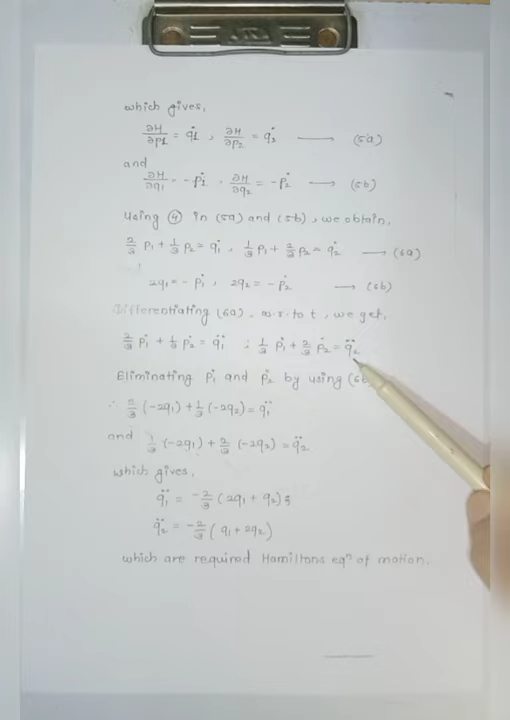 which gives,
∂H/∂p1 = q̇1 , ∂H/∂p2 = q̇2 —— (5a)
and
∂H/∂q1 = -ṗ1 , ∂H/∂q2 = -ṗ2 → (5b)
Using ④ in (5a) and (5b), we obtain,
2/3 p1 + 1/3 p2 = q̇1 , 1/3 p1 + 2/3 p2 = q̇2 → (6a)
2q1 = -ṗ1 , 2q2 = -ṗ2 → (6b)
Differentiating (6a), w.r.to t, we get,
2/3 ṗ1 + 1/3 ṗ2 = q̈1 ; 1/3 ṗ1 + 2/3 ṗ2 = q̈2
Eliminating ṗ1 and ṗ2 by using (6b
∴ 2/3 (-2q1) + 1/3 (-2q2) = q̈1
and 1/3 (-2q1) + 2/3 (-2q2) = q̈2
which gives,
q̈1 = -2/3 (2q1 + q2) &
q̈2 = -2/3 (q1 + 2q2)
which are required Hamiltons eqⁿ of motion.